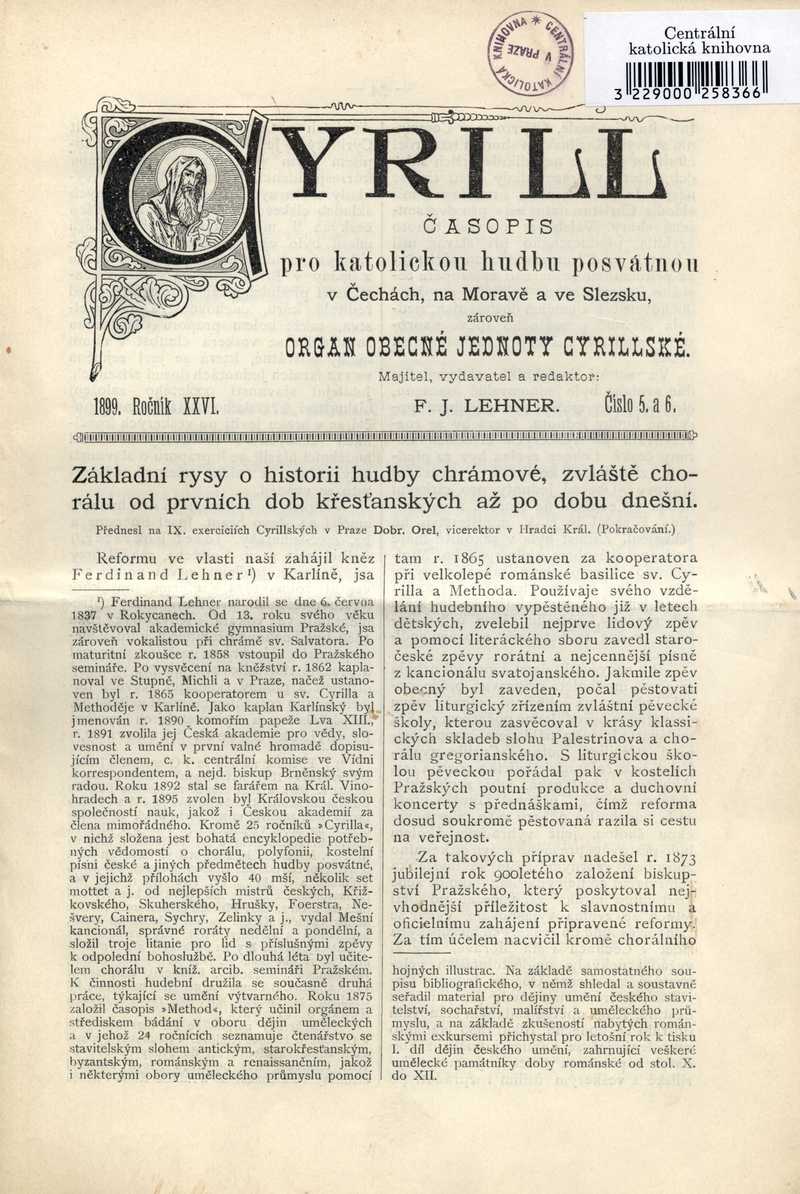 KNIHOVNA * CENTRÁLNÍ KATOLICKÁ
V PRAZE
Centrální
katolická knihovna
3 229000 258366
CYRILL
ČASOPIS
pro katolickou hudbu posvátnou
v Čechách, na Moravě a ve Slezsku,
zároveň
ORGAN OBECNÉ JEDNOTY CYRILLSKÉ.
Majitel, vydavatel a redaktor:
1899. Ročník XXVI.
F. J. LEHNER.
Číslo 5. a 6.
Základní rysy o historii hudby chrámové, zvláště cho-
rálu od prvních dob křesťanských až po dobu dnešní.
Přednesl na IX. exerciciích Cyrillských v Praze Dobr. Orel, vicerektor v Hradci Král. (Pokračování.)
Reformu ve vlasti naší zahájil kněz
Ferdinand Lehner¹) v Karlíně, jsa
¹) Ferdinand Lehner narodil se dne 6. června
1837 v Rokycanech. Od 13. roku svého věku
navštěvoval akademické gymnasium Pražské, jsa
zároveň vokalistou při chrámě sv. Salvatora. Po
maturitní zkoušce r. 1858 vstoupil do Pražského
semináře. Po vysvěcení na kněžství r. 1862 kapla-
noval ve Stupně, Michli a v Praze, načež ustano-
ven byl r. 1865 kooperatorem u sv. Cyrilla a
Methoděje v Karlíně. Jako kaplan Karlínský byl
jmenován r. 1890 komořím papeže Lva XIII.,
r. 1891 zvolila jej Česká akademie pro vědy, slo-
vesnost a umění v první valné hromadě dopisu-
jícím členem, c. k. centrální komise ve Vídni
korrespondentem, a nejd. biskup Brněnský svým
radou. Roku 1892 stal se farářem na Král. Vino-
hradech a r. 1895 zvolen byl Královskou českou
společností nauk, jakož i Českou akademií za
člena mimořádného. Kromě 25 ročníků »Cyrilla«,
v nichž složena jest bohatá encyklopedie potřeb-
ných vědomostí o chorálu, polyfonii, kostelní
písni české a jiných předmětech hudby posvátné,
a v jejichž přílohách vyšlo 40 mší, několik set
mottet a j. od nejlepších mistrů českých, Křiž-
kovského, Skuherského, Hrušky, Foerstra, Ne-
švery, Cainera, Sychry, Zelinky a j., vydal Mešní
kancionál, správné roráty nedělní a pondělní, a
složil troje litanie pro lid s příslušnými zpěvy
k odpolední bohoslužbě. Po dlouhá léta byl učite-
lem chorálu v kníž. arcib. semináři Pražském.
K činnosti hudební družila se současně druhá
práce, týkající se umění výtvarného. Roku 1875
založil časopis »Method«, který učinil orgánem a
střediskem bádání v oboru dějin uměleckých
a v jehož 24 ročnících seznamuje čtenářstvo se
stavitelským slohem antickým, starokřesťanským,
byzantským, románským a renaissančním, jakož
i některými obory uměleckého průmyslu pomocí
tam r. 1865 ustanoven za kooperatora
při velkolepé románské basilice sv. Cy-
rilla a Methoda. Používaje svého vzdě-
lání hudebního vypěstěného již v letech
dětských, zvelebil nejprve lidový zpěv
a pomocí literáckého sboru zavedl staro-
české zpěvy rorátní a nejcennější písně
z kancionálu svatojanského. Jakmile zpěv
obecný byl zaveden, počal pěstovati
zpěv liturgický zřízením zvláštní pěvecké
školy, kterou zasvěcoval v krásy klassi-
ckých skladeb slohu Palestrinova a cho-
rálu gregorianského. S liturgickou ško-
lou pěveckou pořádal pak v kostelích
Pražských poutní produkce a duchovní
koncerty s přednáškami, čímž reforma
dosud soukromě pěstovaná razila si cestu
na veřejnost.
Za takových příprav nadešel r. 1873
jubilejní rok 900letého založení biskup-
ství Pražského, který poskytoval nej-
vhodnější příležitost k slavnostnímu a
oficielnímu zahájení připravené reformy.
Za tím účelem nacvičil kromě chorálního
hojných illustrac. Na základě samostatného sou-
pisu bibliografického, v němž shledal a soustavně
seřadil material pro dějiny umění českého stavi-
telství, sochařství, malířství a uměleckého prů-
myslu, a na základě zkušeností nabytých román-
skými exkursemi přichystal pro letošní rok k tisku
I. díl dějin českého umění, zahrnující veškeré
umělecké památníky doby románské od stol. X.
do XII.